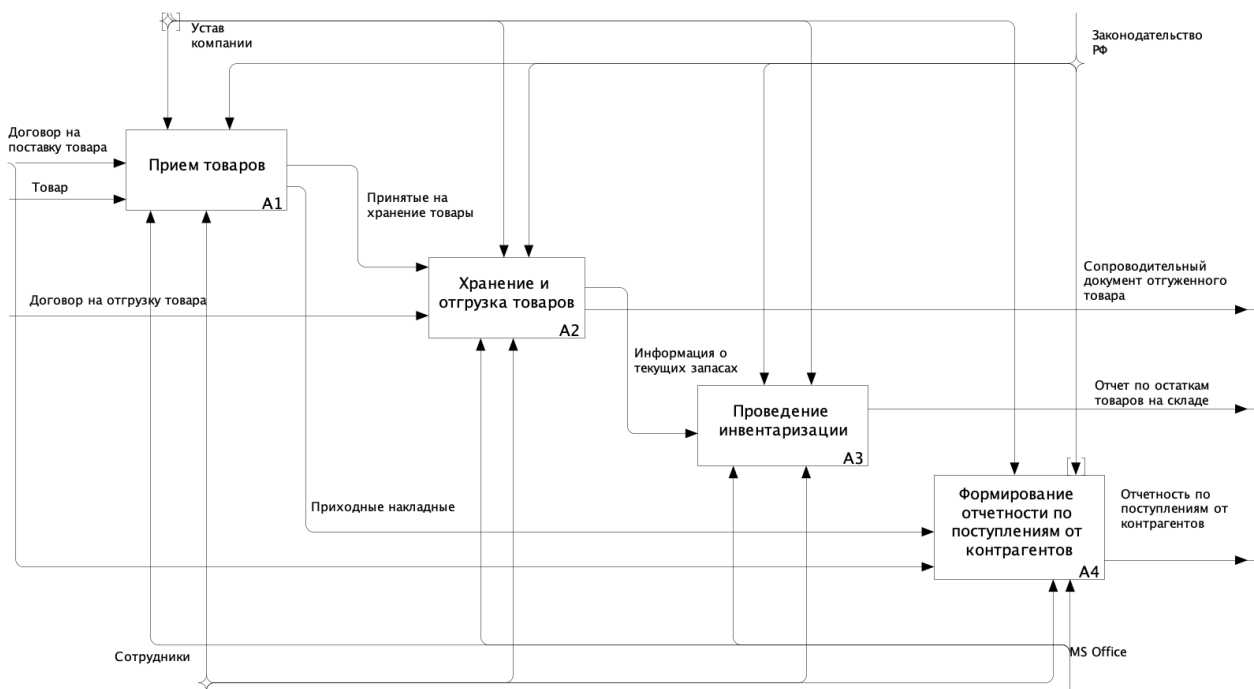 Устав
компании
Законодательство
РФ
Договор на
поставку товара
Прием товаров
A1
Товар
Принятые на
хранение товары
Хранение и
отгрузка товаров
A2
Договор на отгрузку товара
Сопроводительный
документ отгуженного
товара
Информация о
текущих запасах
Отчет по остаткам
товаров на складе
Проведение
инвентаризации
A3
Формирование
отчетности по
поступлениям от
контрагентов
A4
Отчетность по
поступлениям от
контрагентов
Приходные накладные
Сотрудники
MS Office